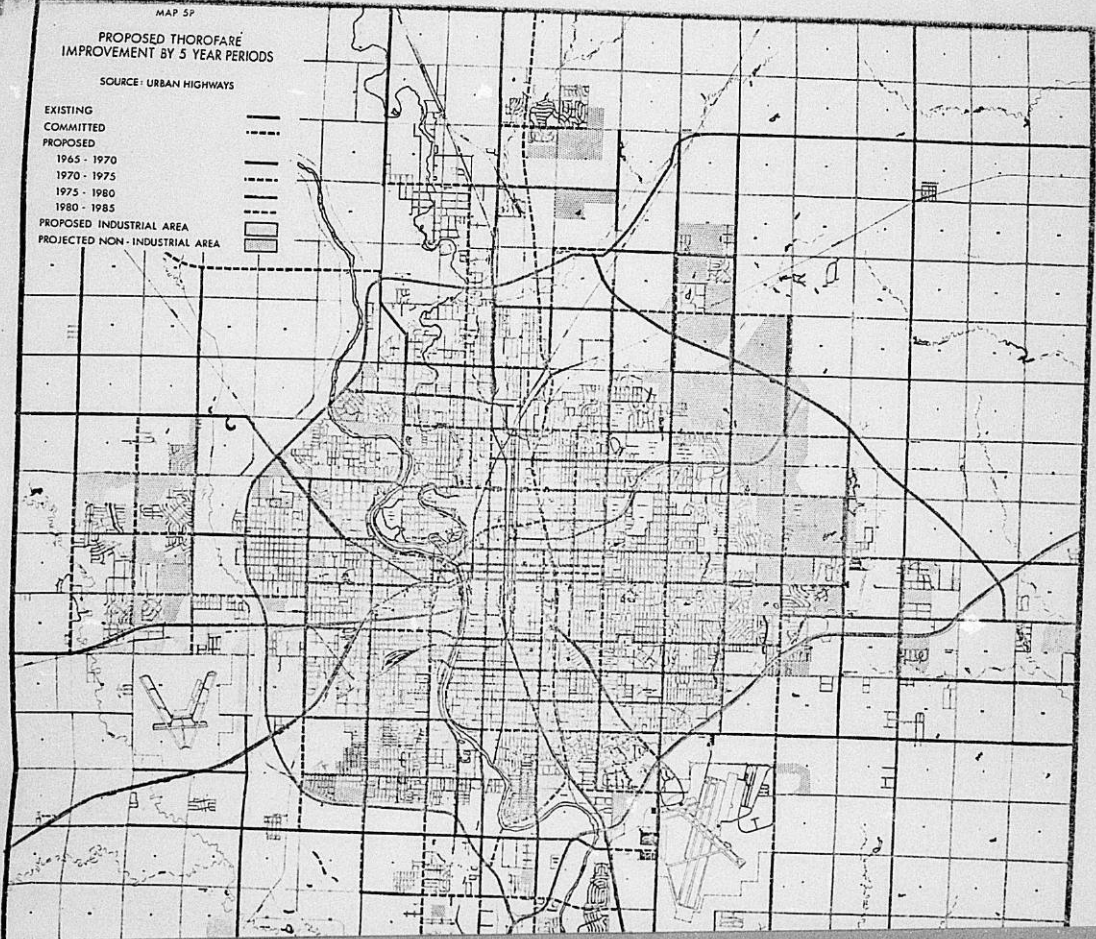 MAP 5P
PROPOSED THOROFARE
IMPROVEMENT BY 5 YEAR PERIODS
SOURCE: URBAN HIGHWAYS
EXISTING
COMMITTED
PROPOSED
1965 - 1970
1970 - 1975
1975 - 1980
1980 - 1985
PROPOSED INDUSTRIAL AREA
PROJECTED NON - INDUSTRIAL AREA